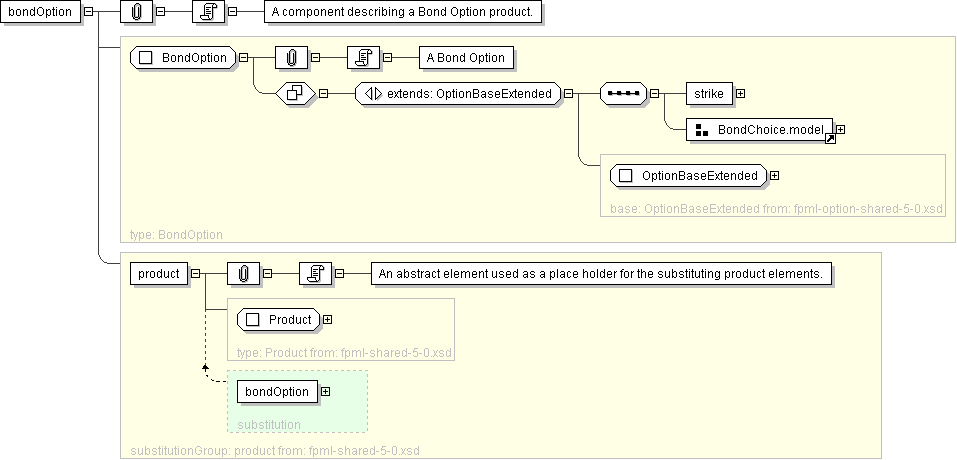 bondOption
A component describing a Bond Option product.
BondOption
A Bond Option
extends: OptionBaseExtended
strike
BondChoice.model
OptionBaseExtended
base: OptionBaseExtended from: fpml-option-shared-5-0.xsd
type: BondOption
product
An abstract element used as a place holder for the substituting product elements.
Product
type: Product from: fpml-shared-5-0.xsd
bondOption
substitution
substitutionGroup: product from: fpml-shared-5-0.xsd